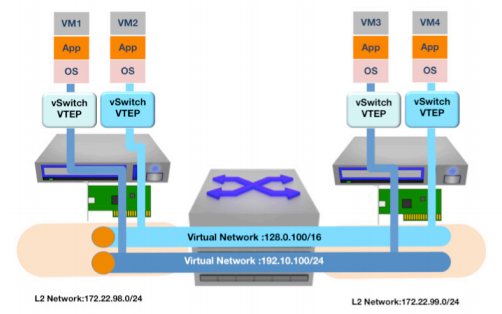 VM1 VM2 VM3 VM4
App App App App
OS OS OS OS
vSwitch vSwitch vSwitch vSwitch
VTEP VTEP VTEP VTEP
Virtual Network :128.0.100/16
Virtual Network :192.10.100/24
L2 Network:172.22.98.0/24 L2 Network:172.22.99.0/24